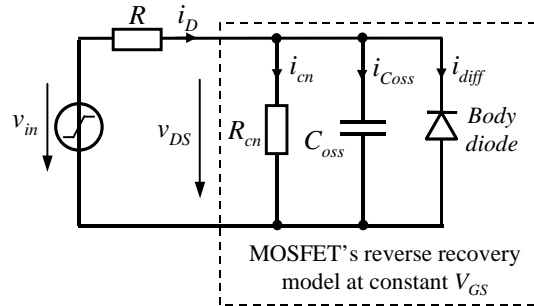 R
i_D
i_cn
i_Coss
i_diff
v_in
v_DS
R_cn
C_oss
Body
diode
MOSFET's reverse recovery
model at constant V_GS